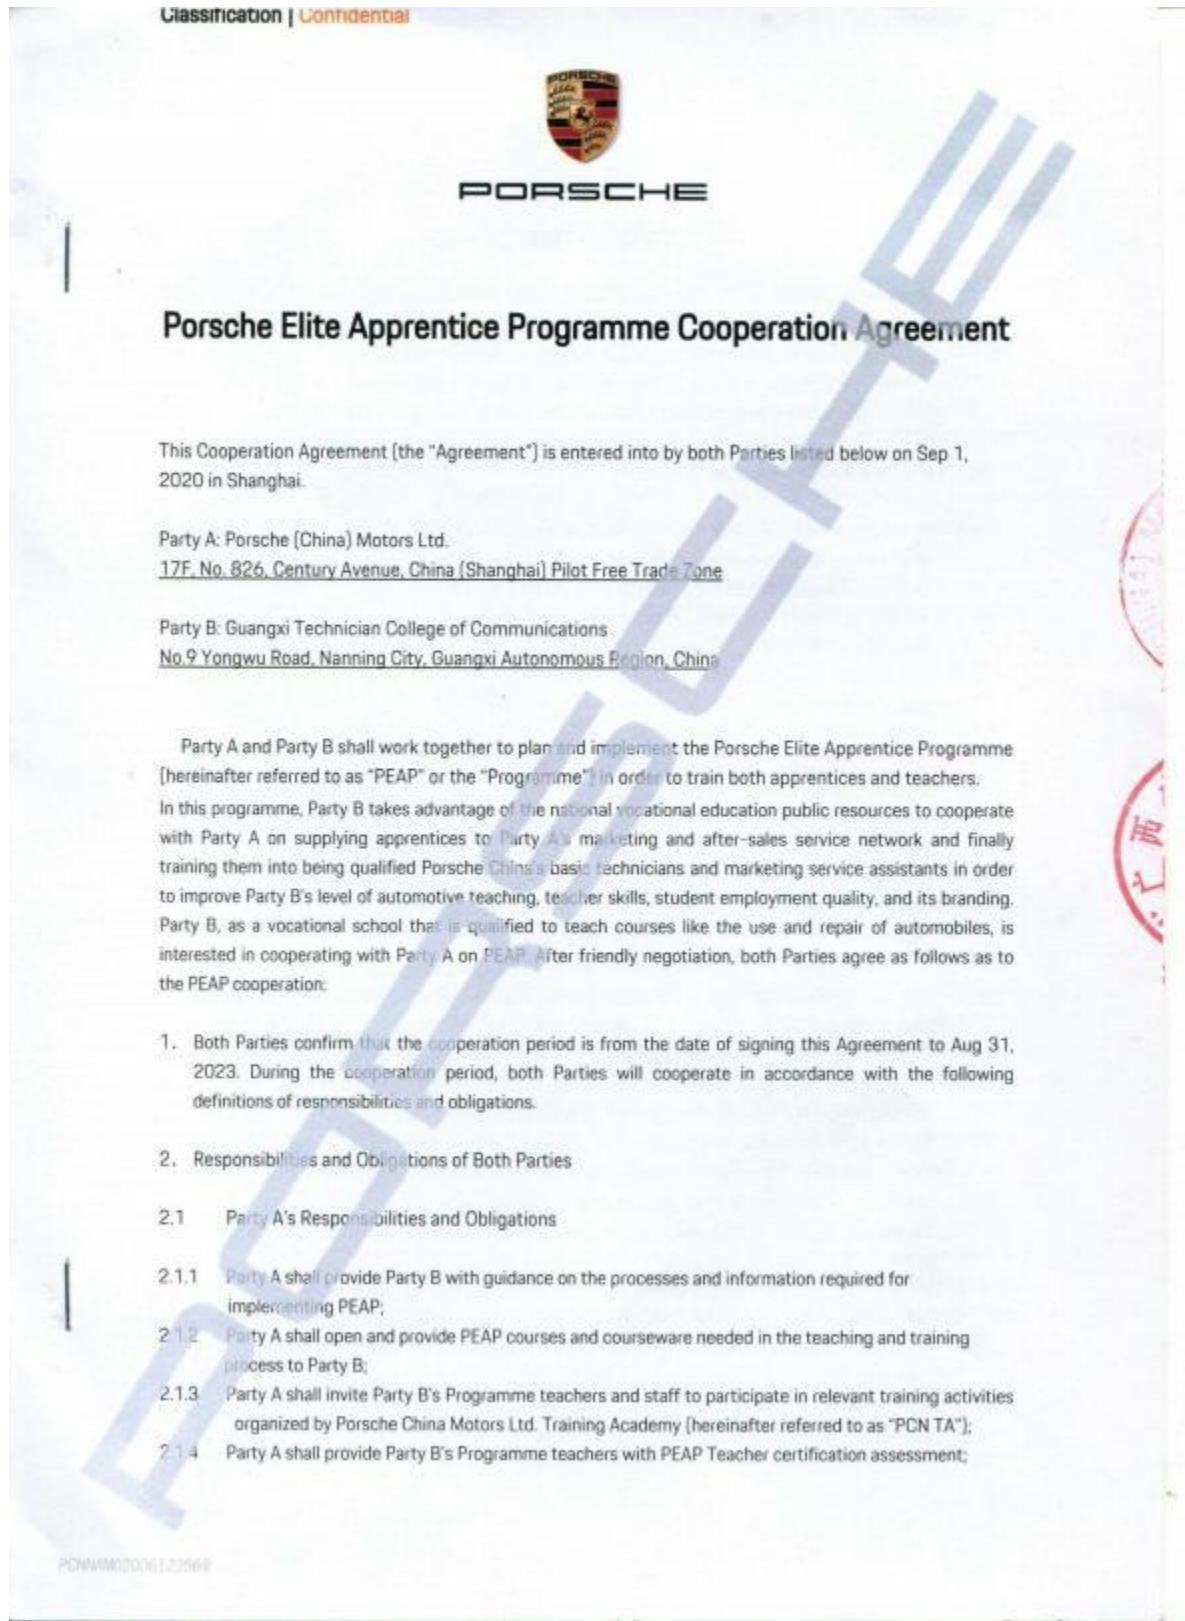 Classification | Confidential
PORSCHE
PORSCHE
Porsche Elite Apprentice Programme Cooperation Agreement
This Cooperation Agreement (the "Agreement") is entered into by both Parties listed below on Sep 1,
2020 in Shanghai.
Party A: Porsche (China) Motors Ltd.
17F, No. 826, Century Avenue, China (Shanghai) Pilot Free Trade Zone
Party B: Guangxi Technician College of Communications
No.9 Yongwu Road, Nanning City, Guangxi Autonomous Region, China
Party A and Party B shall work together to plan and implement the Porsche Elite Apprentice Programme
(hereinafter referred to as "PEAP" or the "Programme") in order to train both apprentices and teachers.
In this programme, Party B takes advantage of the national vocational education public resources to cooperate
with Party A on supplying apprentices to Party A's marketing and after-sales service network and finally
training them into being qualified Porsche China's basic technicians and marketing service assistants in order
to improve Party B's level of automotive teaching, teacher skills, student employment quality, and its branding.
Party B, as a vocational school that is qualified to teach courses like the use and repair of automobiles, is
interested in cooperating with Party A on PEAP. After friendly negotiation, both Parties agree as follows as to
the PEAP cooperation:
1. Both Parties confirm that the cooperation period is from the date of signing this Agreement to Aug 31,
2023. During the cooperation period, both Parties will cooperate in accordance with the following
definitions of responsibilities and obligations.
2. Responsibilities and Obligations of Both Parties
2.1 Party A's Responsibilities and Obligations
2.1.1 Party A shall provide Party B with guidance on the processes and information required for
implementing PEAP;
2.1.2 Party A shall open and provide PEAP courses and courseware needed in the teaching and training
process to Party B;
2.1.3 Party A shall invite Party B's Programme teachers and staff to participate in relevant training activities
organized by Porsche China Motors Ltd. Training Academy (hereinafter referred to as "PCN TA");
2.1.4 Party A shall provide Party B's Programme teachers with PEAP Teacher certification assessment;
PORSCHE